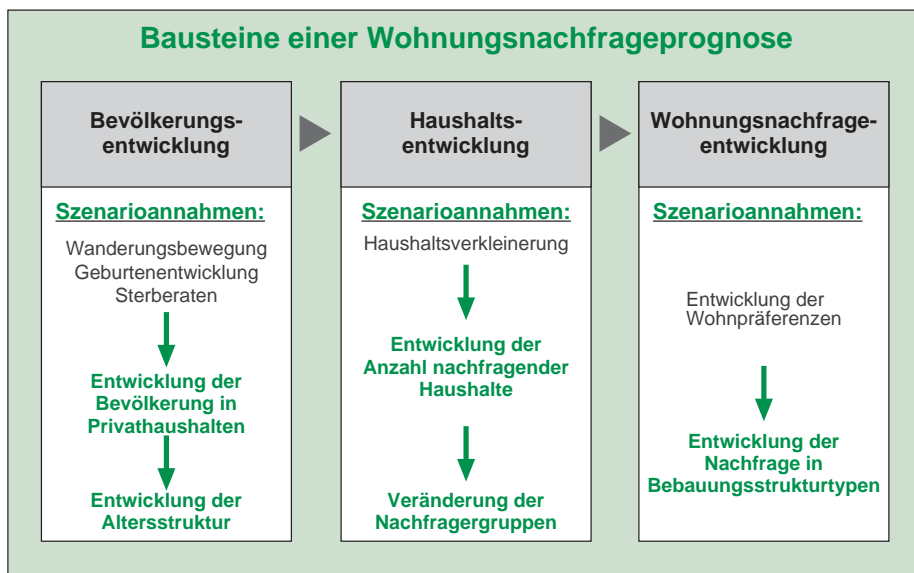 Bausteine einer Wohnungsnachfrageprognose
Bevölkerungs-
entwicklung
Szenarioannahmen:
Wanderungsbewegung
Geburtenentwicklung
Sterberaten
Entwicklung der
Bevölkerung in
Privathaushalten
Entwicklung der
Altersstruktur
Haushalts-
entwicklung
Szenarioannahmen:
Haushaltsverkleinerung
Entwicklung der
Anzahl nachfragender
Haushalte
Veränderung der
Nachfragergruppen
Wohnungsnachfrage-
entwicklung
Szenarioannahmen:
Entwicklung der
Wohnpräferenzen
Entwicklung der
Nachfrage in
Bebauungsstrukturtypen